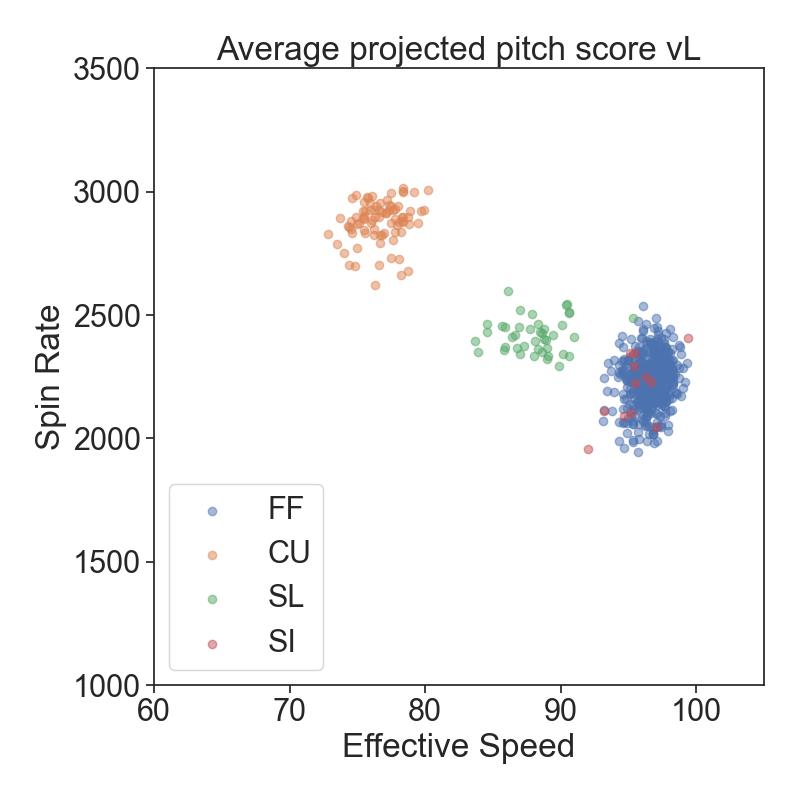 Average projected pitch score vL
3500
3000
2500
2000
1500
1000
Spin Rate
FF
CU
SL
SI
60 70 80 90 100
Effective Speed